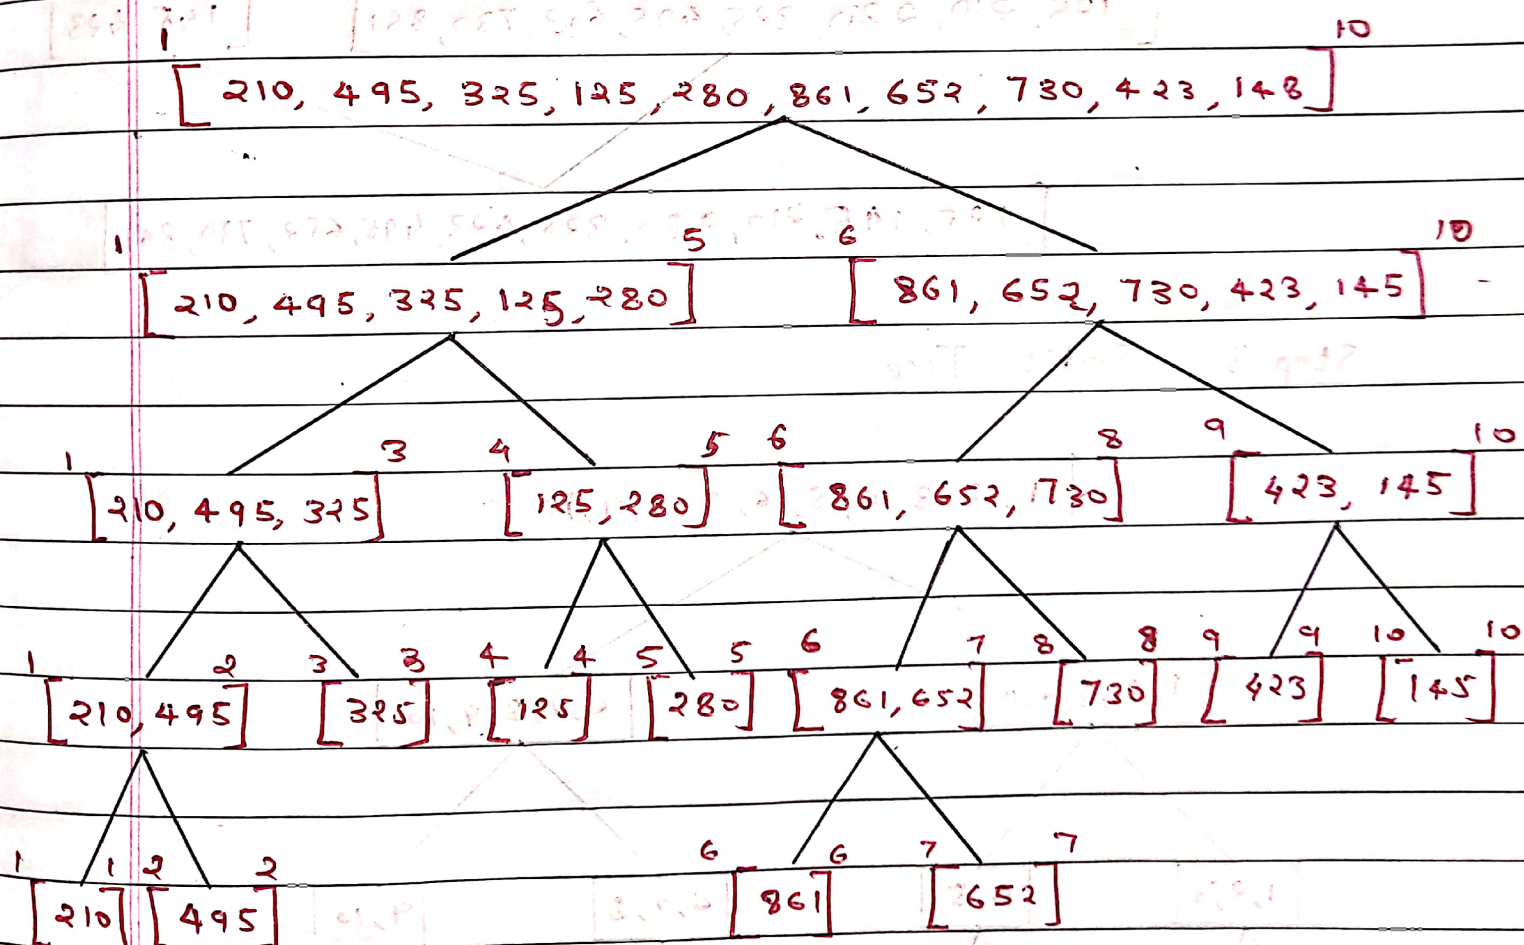 1 10
[210, 495, 325, 125, 280, 861, 652, 730, 423, 148]
1 5 6 10
[210, 495, 325, 125, 280] [861, 652, 730, 423, 145]
1 3 4 5 6 8 9 10
[210, 495, 325] [125, 280] [861, 652, 730] [423, 145]
1 2 3 3 4 4 5 5 6 7 8 8 9 9 10 10
[210, 495] [325] [125] [280] [861, 652] [730] [423] [145]
1 1 2 2 6 6 7 7
[210] [495] [861] [652]